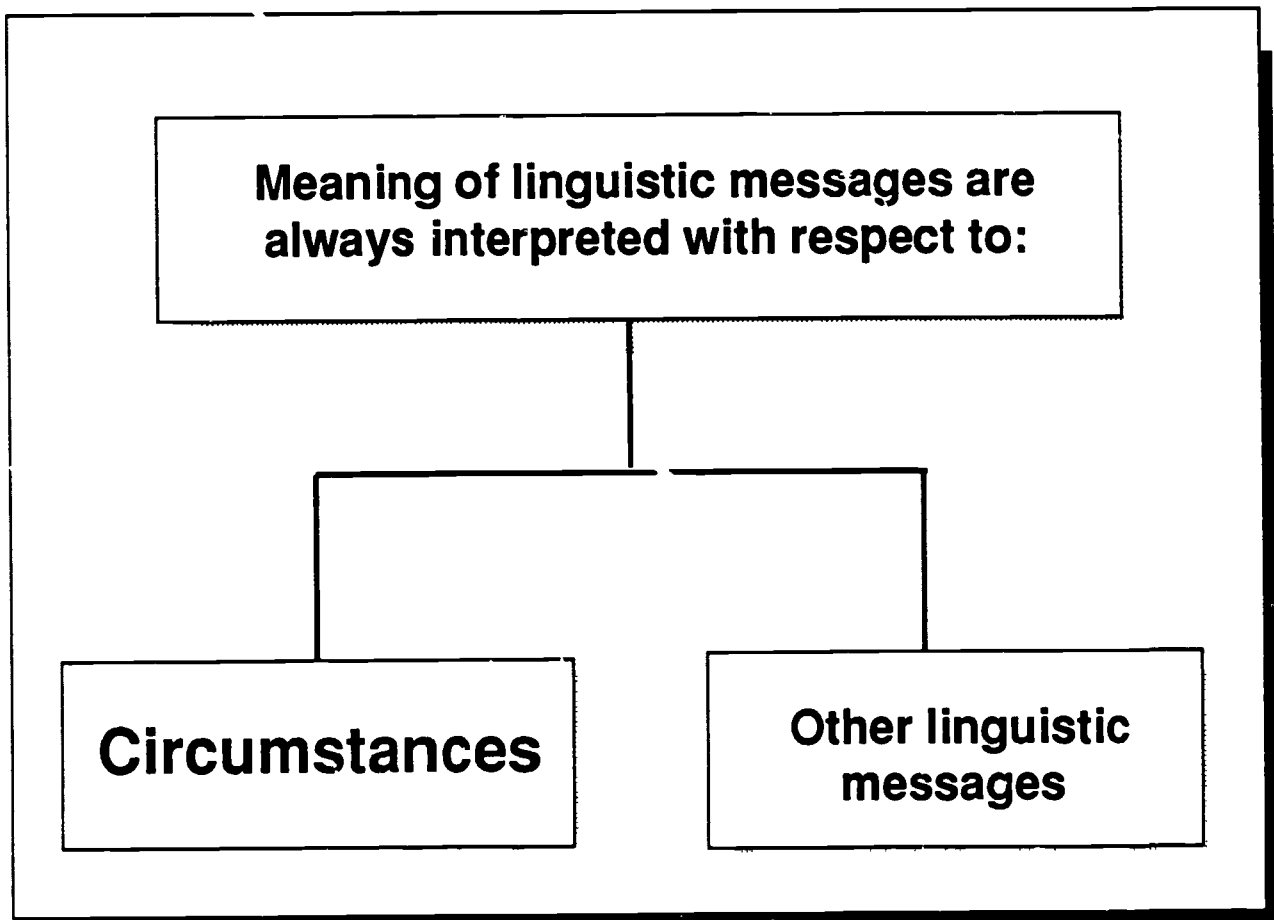 Meaning of linguistic messages are
always interpreted with respect to:
Circumstances
Other linguistic
messages